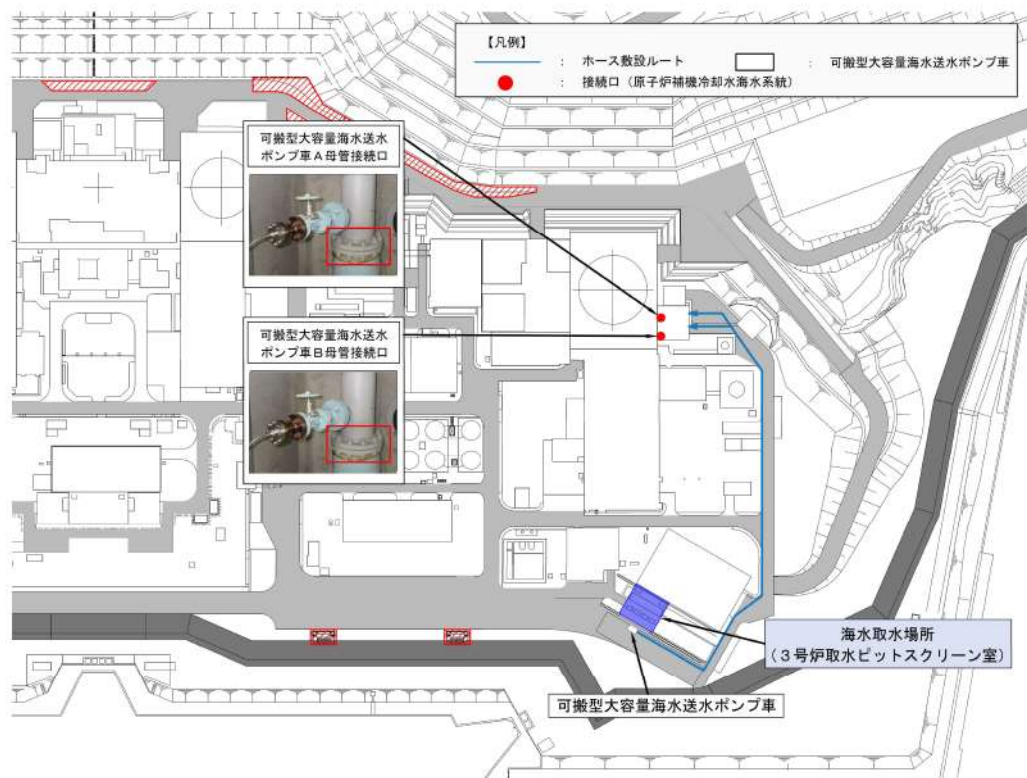 【凡例】
： ホース敷設ルート
： 可搬型大容量海水送水ポンプ車
： 接続口（原子炉補機冷却水海水系統）
可搬型大容量海水送水
ポンプ車A母管接続口
可搬型大容量海水送水
ポンプ車B母管接続口
海水取水場所
（３号炉取水ピットスクリーン室）
可搬型大容量海水送水ポンプ車